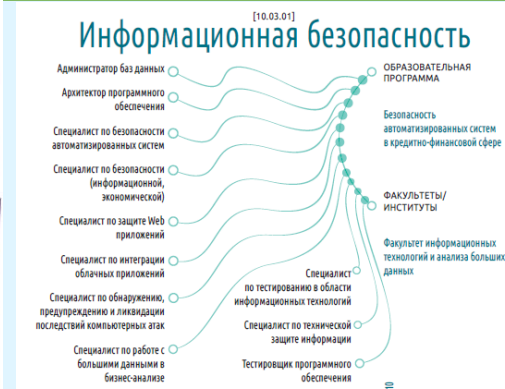 [10.03.01]
Информационная безопасность
Администратор баз данных
Архитектор программного
обеспечения
Специалист по безопасности
автоматизированных систем
Специалист по безопасности
(информационной,
экономической)
Специалист по защите Web
приложений
Специалист по интеграции
облачных приложений
Специалист по обнаружению,
предупреждению и ликвидации
последствий компьютерных атак
Специалист по работе с
большими данными в
бизнес-анализе
Специалист
по тестированию в области
информационных технологий
Специалист по технической
защите информации
Тестировщик программного
обеспечения
ОБРАЗОВАТЕЛЬНАЯ
ПРОГРАММА
Безопасность
автоматизированных систем
в кредитно-финансовой сфере
ФАКУЛЬТЕТЫ/
ИНСТИТУТЫ
Факультет информационных
технологий и анализа больших
данных
10